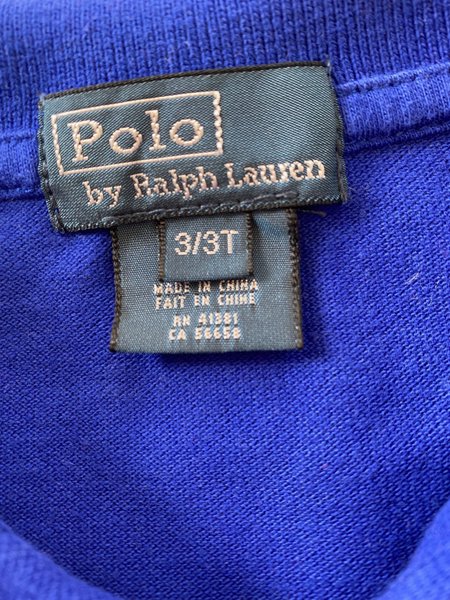 Polo
by Ralph Lauren
3/3T
MADE IN CHINA
FAIT EN CHINE
RN 41381
CA 56658